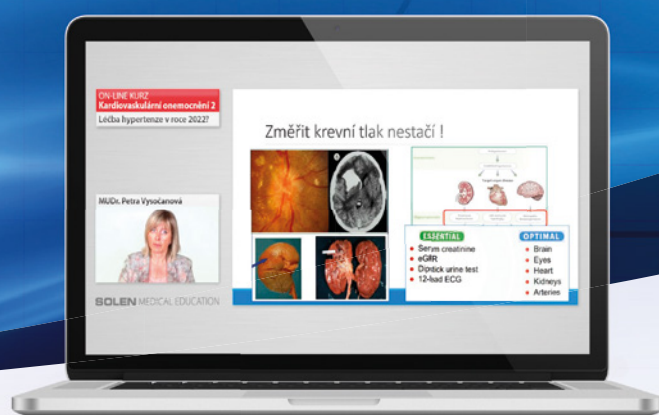 ON-LINE KURZ
Kardiovaskulární onemocnění 2
Léčba hypertenze v roce 2022?
MUDr. Petra Vysočanová
SOLEN MEDICAL EDUCATION
Změřit krevní tlak nestačí !
ESSENTIAL
• Serum creatinine
• eGFR
• Dipstick urine test
• 12-lead ECG
OPTIMAL
• Brain
• Eyes
• Heart
• Kidneys
• Arteries